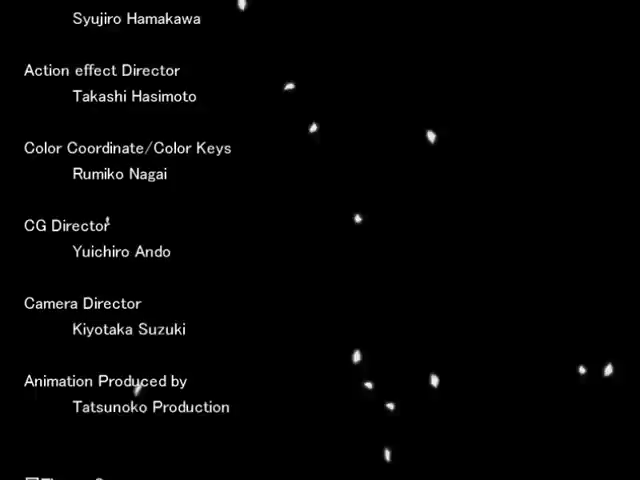 Syujiro Hamakawa
Action effect Director
Takashi Hasimoto
Color Coordinate/Color Keys
Rumiko Nagai
CG Director
Yuichiro Ando
Camera Director
Kiyotaka Suzuki
Animation Produced by
Tatsunoko Production